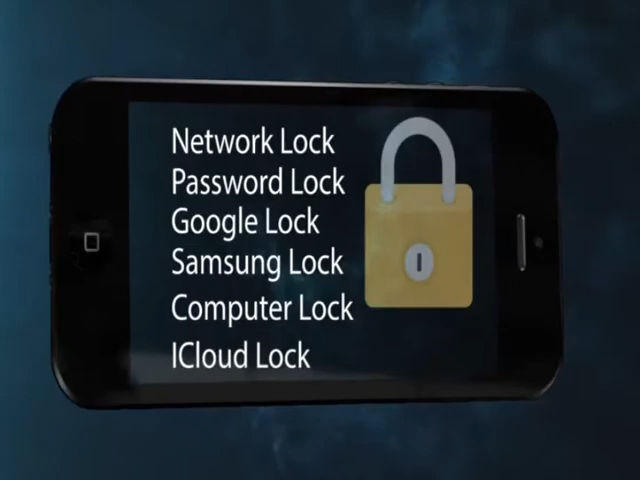 Network Lock
Password Lock
Google Lock
Samsung Lock
Computer Lock
ICloud Lock